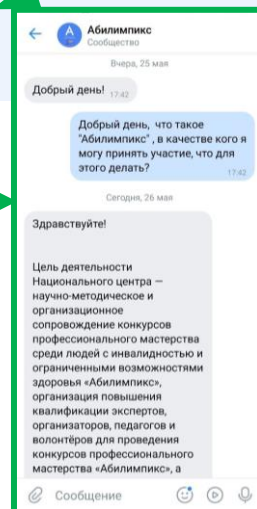 Абилимпикс
Сообщество
Вчера, 25 мая
Добрый день! 17:42
Добрый день, что такое
"Абилимпикс" , в качестве кого я
могу принять участие, что для
этого делать?
17:42
Сегодня, 26 мая
Здравствуйте!
Цель деятельности
Национального центра —
научно-методическое и
организационное
сопровождение конкурсов
профессионального мастерства
среди людей с инвалидностью и
ограниченными возможностями
здоровья «Абилимпикс»,
организация повышения
квалификации экспертов,
организаторов, педагогов и
волонтёров для проведения
конкурсов профессионального
мастерства «Абилимпикс», а
Сообщение